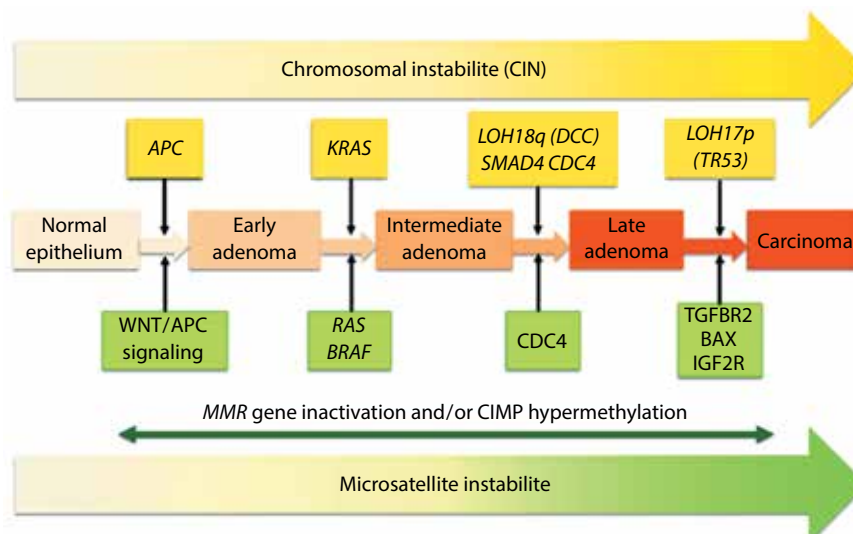 Chromosomal instabilite (CIN)
APC
KRAS
LOH18q (DCC)
SMAD4 CDC4
LOH17p
(TR53)
Normal
epithelium
Early
adenoma
Intermediate
adenoma
Late
adenoma
Carcinoma
WNT/APC
signaling
RAS
BRAF
CDC4
TGFBR2
BAX
IGF2R
MMR gene inactivation and/or CIMP hypermethylation
Microsatellite instabilite